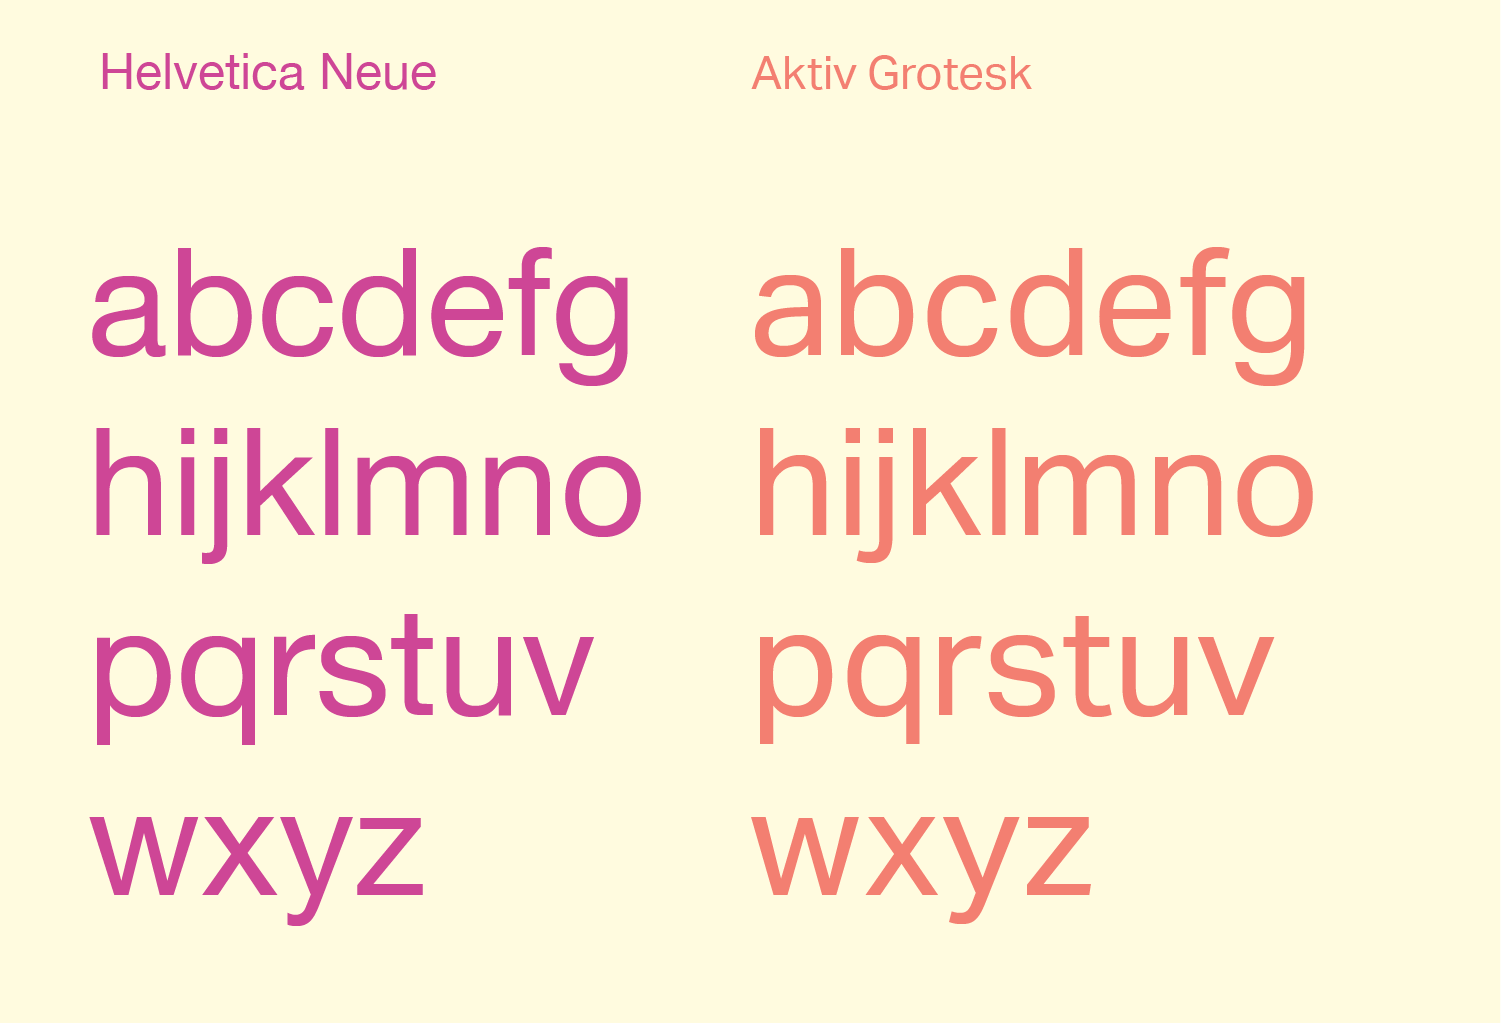 Helvetica Neue
abcdefg
hijklmno
pqrstuv
wxyz
Aktiv Grotesk
abcdefg
hijklmno
pqrstuv
wxyz